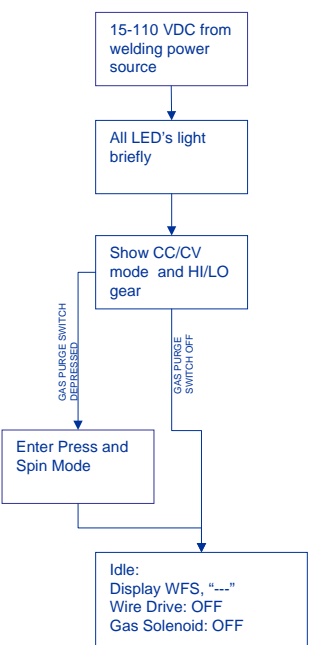 15-110 VDC from
welding power
source
All LED's light
briefly
Show CC/CV
mode and HI/LO
gear
GAS PURGE SWITCH
DEPRESSED
GAS PURGE
SWITCH OFF
Enter Press and
Spin Mode
Idle:
Display WFS, "---"
Wire Drive: OFF
Gas Solenoid: OFF